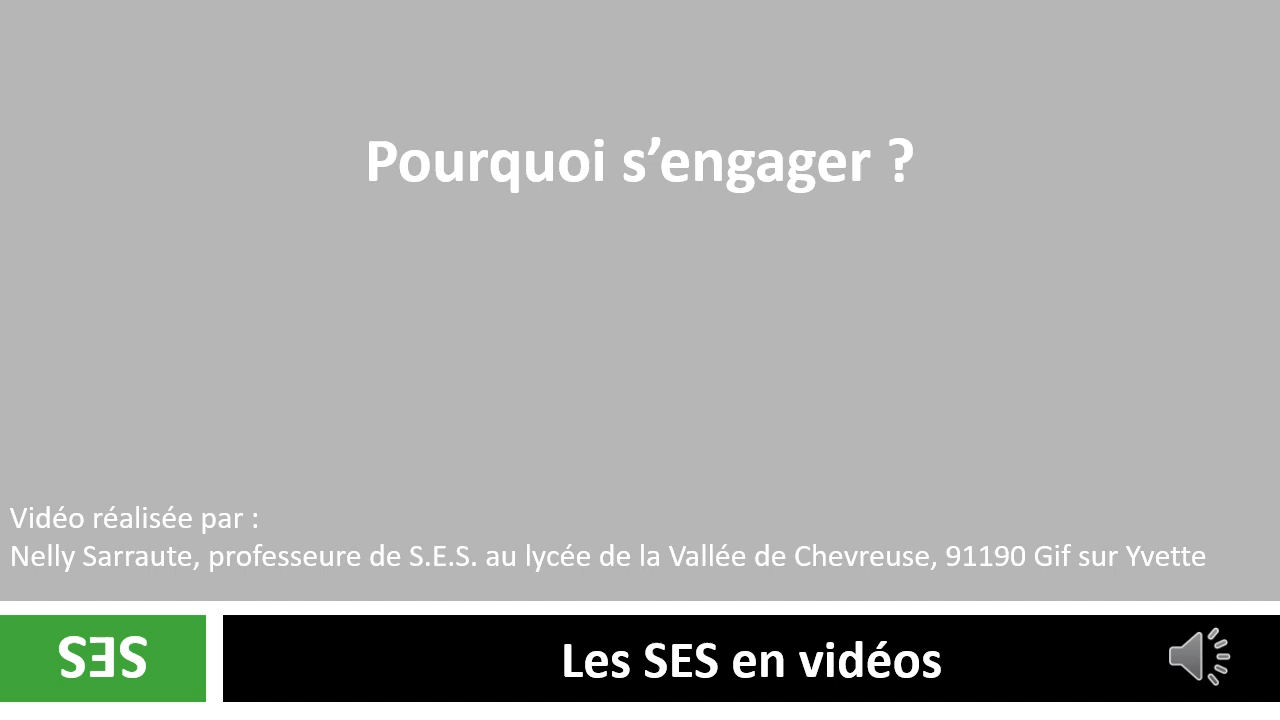 Pourquoi s’engager ?
Vidéo réalisée par :
Nelly Sarraute, professeure de S.E.S. au lycée de la Vallée de Chevreuse, 91190 Gif sur Yvette
SƎS
Les SES en vidéos